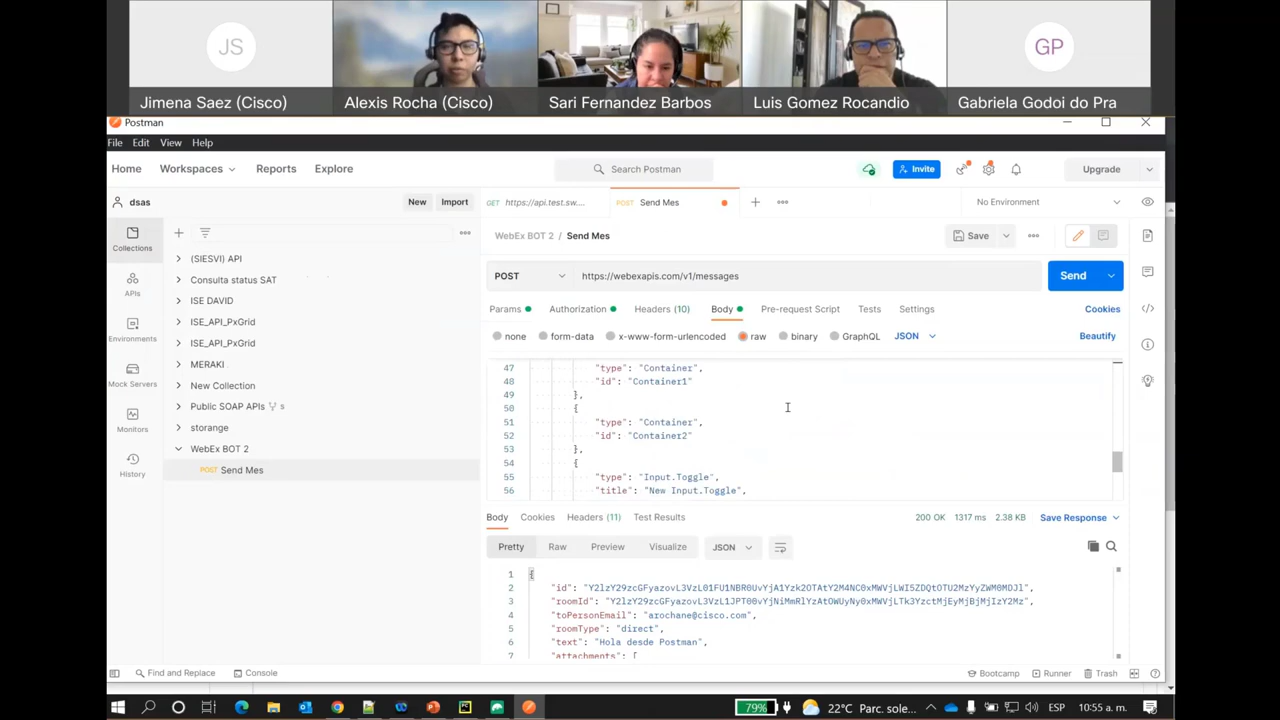 JS
GP
Jimena Saez (Cisco)
Alexis Rocha (Cisco)
Sari Fernandez Barbos
Luis Gomez Rocandio
Gabriela Godoi do Pra
Postman
File Edit View Help
Home Workspaces Reports Explore Search Postman Invite Upgrade
dsas New Import
GET https://api.test.sw.... POST Send Mes No Environment
Collections
APIs
Environments
Mock Servers
Monitors
History
(SIESVI) API
Consulta status SAT
ISE DAVID
ISE_API_PxGrid
ISE_API_PxGrid
MERAKI
New Collection
Public SOAP APIs 5
storange
WebEx BOT 2
POST Send Mes
WebEx BOT 2 / Send Mes Save
POST https://webexapis.com/v1/messages Send
Params Authorization Headers (10) Body Pre-request Script Tests Settings Cookies
none form-data x-www-form-urlencoded raw binary GraphQL JSON Beautify
47 "type": "Container",
48 "id": "Container1"
49 },
50 {
51 "type": "Container",
52 "id": "Container2"
53 },
54 {
55 "type": "Input.Toggle",
56 "title": "New Input.Toggle",
Body Cookies Headers (11) Test Results 200 OK 1317 ms 2.38 KB Save Response
Pretty Raw Preview Visualize JSON
1 {
2 "id":
3 "roomId":
4 "toPersonEmail": "arochane@cisco.com",
5 "roomType": "direct",
6 "text": "Hola desde Postman",
7 "attachments": [
Find and Replace Console Bootcamp Runner Trash
79% 22°C Parc. sole... ESP 10:55 a. m.